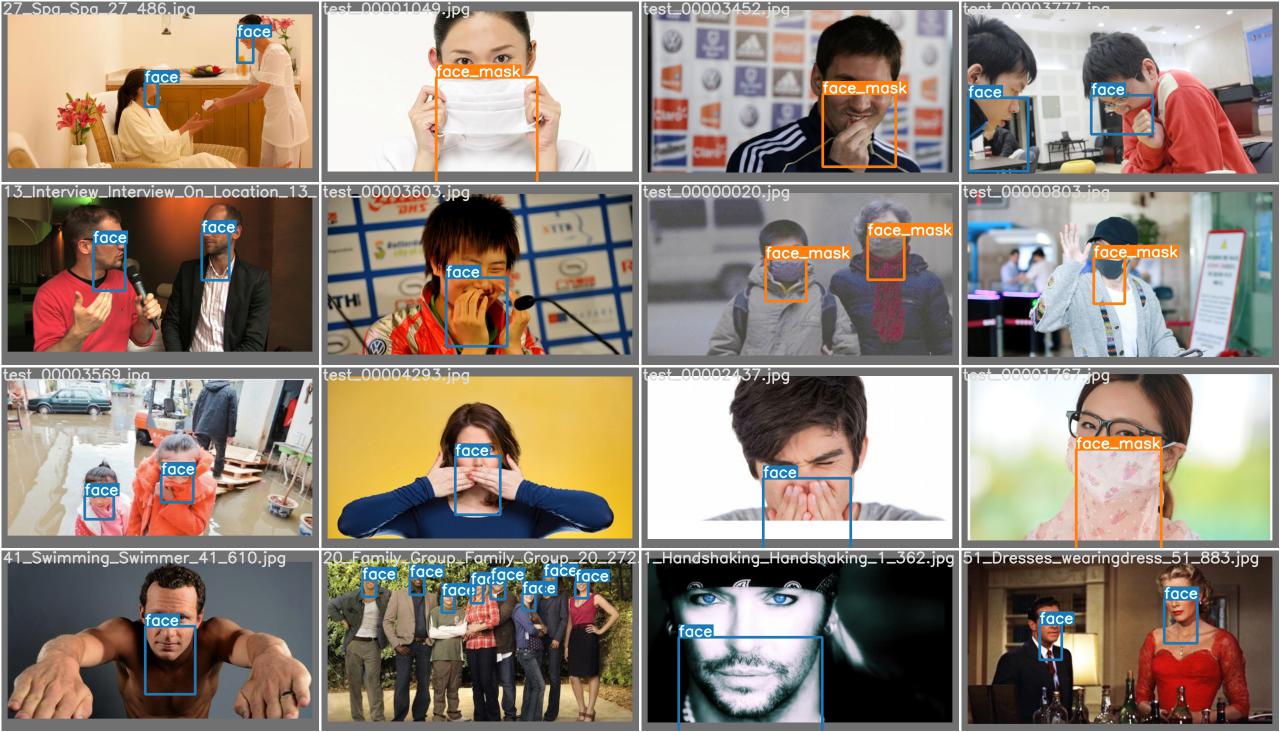 27_Spa_Spa_27_486.jpg
face
face
test_00001049.jpg
face_mask
test_00003452.jpg
face_mask
test_00003777.jpg
face
face
13_Interview_Interview_On_Location_13_
face
face
test_00003603.jpg
face
test_00000020.jpg
face_mask
face_mask
test_00000803.jpg
face_mask
test_00003569.jpg
face
face
test_00004293.jpg
face
test_00002437.jpg
face
test_00001767.jpg
face_mask
41_Swimming_Swimmer_41_610.jpg
face
20_Family_Group_Family_Group_20_272.
face
face
face
face
face
face
face
1_Handshaking_Handshaking_1_362.jpg
face
51_Dresses_wearingdress_51_883.jpg
face
face